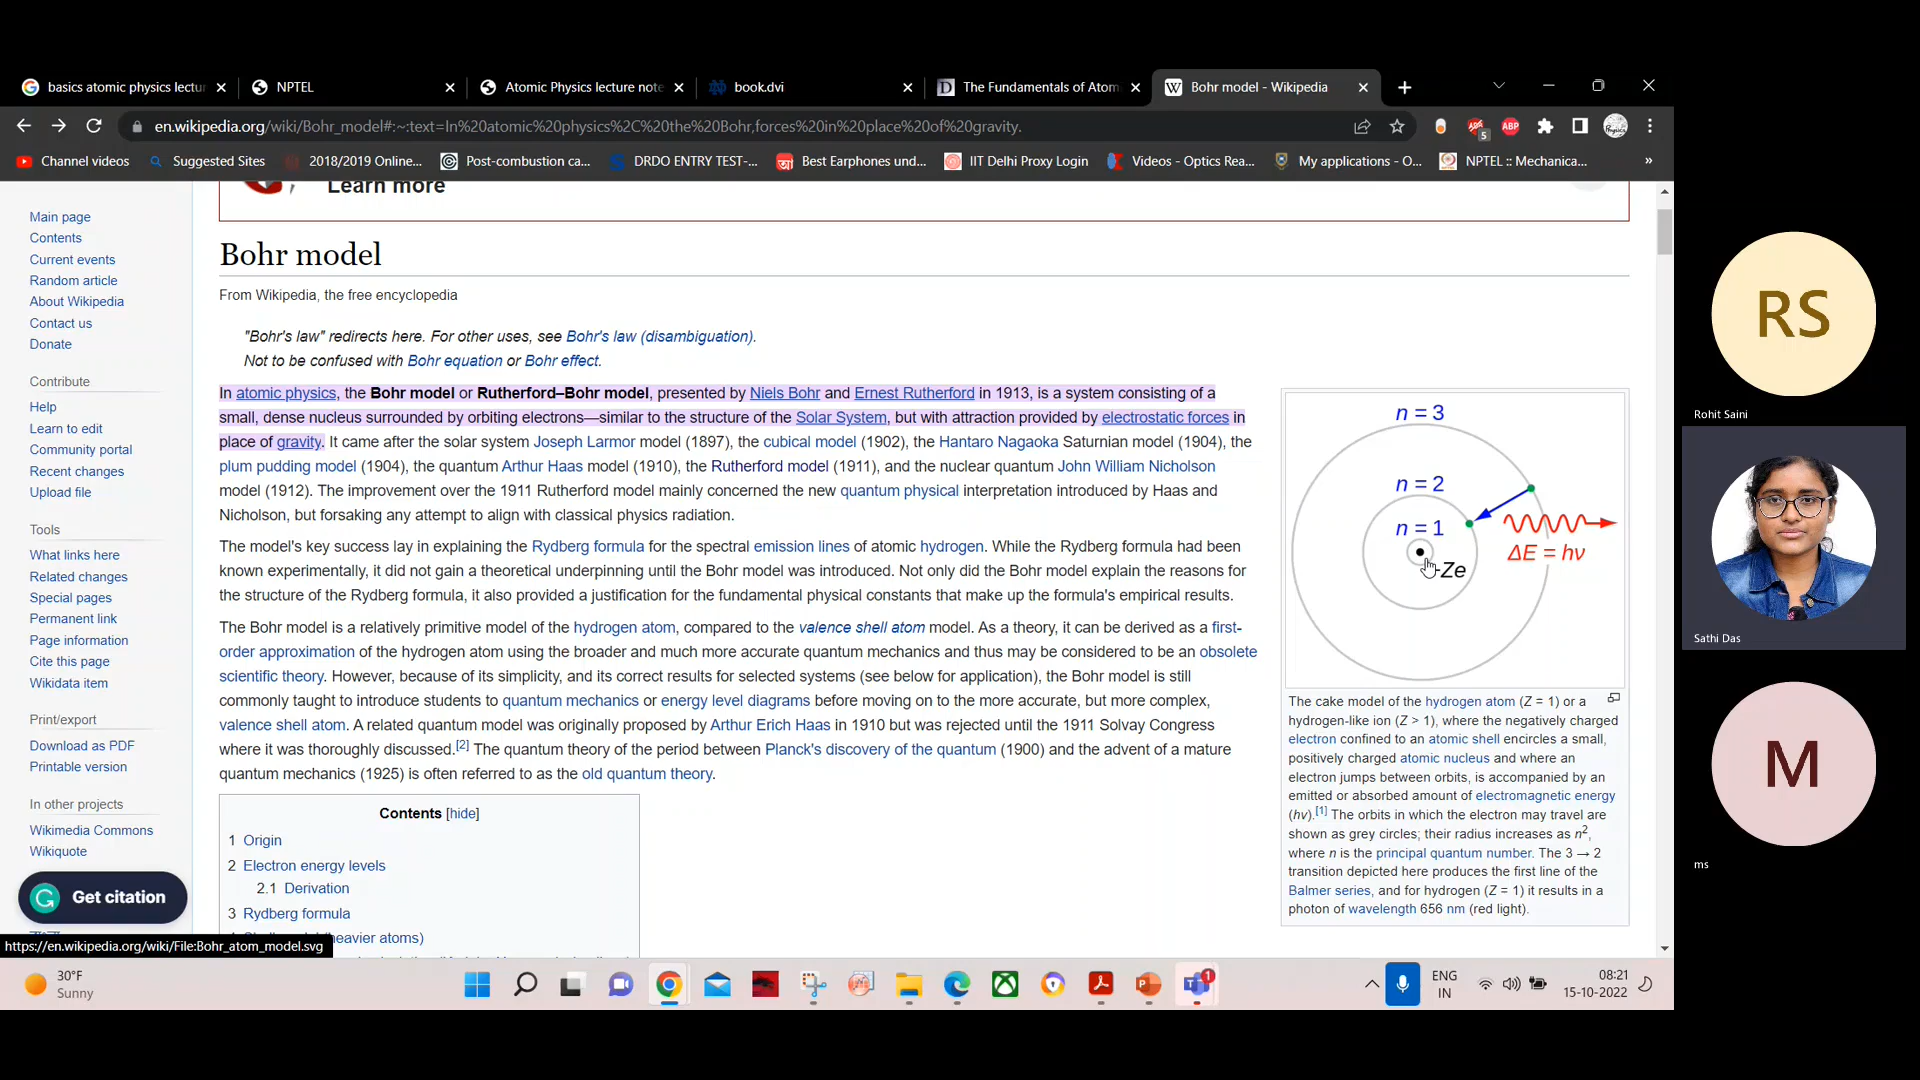 basics atomic physics lectur
NPTEL
Atomic Physics lecture note
book.dvi
The Fundamentals of Atom
Bohr model - Wikipedia
en.wikipedia.org/wiki/Bohr_model#:~:text=In%20atomic%20physics%2C%20the%20Bohr,forces%20in%20place%20of%20gravity.
Channel videos
Suggested Sites
2018/2019 Online...
Post-combustion ca...
DRDO ENTRY TEST-...
Best Earphones und...
IIT Delhi Proxy Login
Videos - Optics Rea...
My applications - O...
NPTEL :: Mechanica...
Learn more
Main page
Contents
Current events
Random article
About Wikipedia
Contact us
Donate
Contribute
Help
Learn to edit
Community portal
Recent changes
Upload file
Tools
What links here
Related changes
Special pages
Permanent link
Page information
Cite this page
Wikidata item
Print/export
Download as PDF
Printable version
In other projects
Wikimedia Commons
Wikiquote
Get citation
https://en.wikipedia.org/wiki/File:Bohr_atom_model.svg
Bohr model
From Wikipedia, the free encyclopedia
"Bohr's law" redirects here. For other uses, see Bohr's law (disambiguation).
Not to be confused with Bohr equation or Bohr effect.
In atomic physics, the Bohr model or Rutherford–Bohr model, presented by Niels Bohr and Ernest Rutherford in 1913, is a system consisting of a
small, dense nucleus surrounded by orbiting electrons—similar to the structure of the Solar System, but with attraction provided by electrostatic forces in
place of gravity. It came after the solar system Joseph Larmor model (1897), the cubical model (1902), the Hantaro Nagaoka Saturnian model (1904), the
plum pudding model (1904), the quantum Arthur Haas model (1910), the Rutherford model (1911), and the nuclear quantum John William Nicholson
model (1912). The improvement over the 1911 Rutherford model mainly concerned the new quantum physical interpretation introduced by Haas and
Nicholson, but forsaking any attempt to align with classical physics radiation.
The model's key success lay in explaining the Rydberg formula for the spectral emission lines of atomic hydrogen. While the Rydberg formula had been
known experimentally, it did not gain a theoretical underpinning until the Bohr model was introduced. Not only did the Bohr model explain the reasons for
the structure of the Rydberg formula, it also provided a justification for the fundamental physical constants that make up the formula's empirical results.
The Bohr model is a relatively primitive model of the hydrogen atom, compared to the valence shell atom model. As a theory, it can be derived as a first-
order approximation of the hydrogen atom using the broader and much more accurate quantum mechanics and thus may be considered to be an obsolete
scientific theory. However, because of its simplicity, and its correct results for selected systems (see below for application), the Bohr model is still
commonly taught to introduce students to quantum mechanics or energy level diagrams before moving on to the more accurate, but more complex,
valence shell atom. A related quantum model was originally proposed by Arthur Erich Haas in 1910 but was rejected until the 1911 Solvay Congress
where it was thoroughly discussed.[2] The quantum theory of the period between Planck's discovery of the quantum (1900) and the advent of a mature
quantum mechanics (1925) is often referred to as the old quantum theory.
Contents [hide]
1 Origin
2 Electron energy levels
2.1 Derivation
3 Rydberg formula
(heavier atoms)
n = 3
n = 2
n = 1
Ze
ΔE = hν
The cake model of the hydrogen atom (Z = 1) or a
hydrogen-like ion (Z > 1), where the negatively charged
electron confined to an atomic shell encircles a small,
positively charged atomic nucleus and where an
electron jumps between orbits, is accompanied by an
emitted or absorbed amount of electromagnetic energy
(hν).[1] The orbits in which the electron may travel are
shown as grey circles; their radius increases as n²,
where n is the principal quantum number. The 3 → 2
transition depicted here produces the first line of the
Balmer series, and for hydrogen (Z = 1) it results in a
photon of wavelength 656 nm (red light).
RS
Rohit Saini
Sathi Das
M
ms
30°F
Sunny
ENG
IN
08:21
15-10-2022